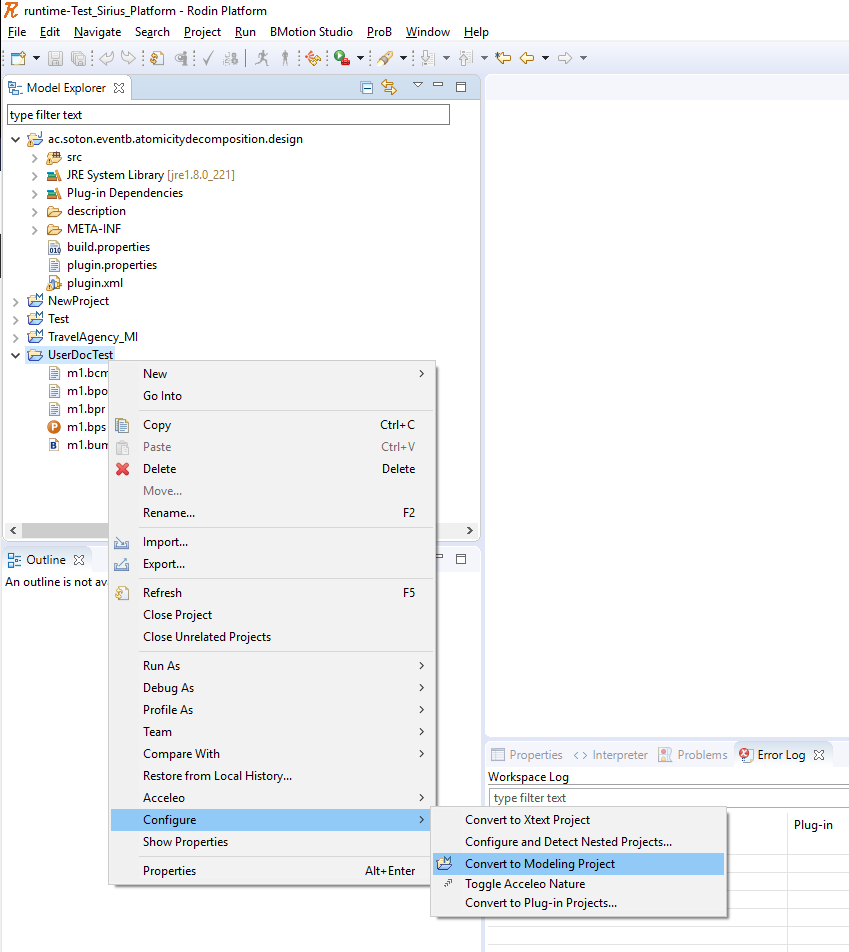 runtime-Test_Sirius_Platform - Rodin Platform
File Edit Navigate Search Project Run BMotion Studio ProB Window Help
Model Explorer
type filter text
ac.soton.eventb.atomicitydecomposition.design
src
JRE System Library [jre1.8.0_221]
Plug-in Dependencies
description
META-INF
build.properties
plugin.properties
plugin.xml
NewProject
Test
TravelAgency_MI
UserDocTest
m1.bcm
m1.bpo
m1.bpr
m1.bps
m1.bum
New
Go Into
Copy Ctrl+C
Paste Ctrl+V
Delete Delete
Move...
Rename... F2
Import...
Export...
Refresh F5
Close Project
Close Unrelated Projects
Run As
Debug As
Profile As
Team
Compare With
Restore from Local History...
Acceleo
Configure
Show Properties
Properties Alt+Enter
Convert to Xtext Project
Configure and Detect Nested Projects...
Convert to Modeling Project
Toggle Acceleo Nature
Convert to Plug-in Projects...
Outline
An outline is not
Properties Interpreter Problems Error Log
Workspace Log
type filter text
Plug-in